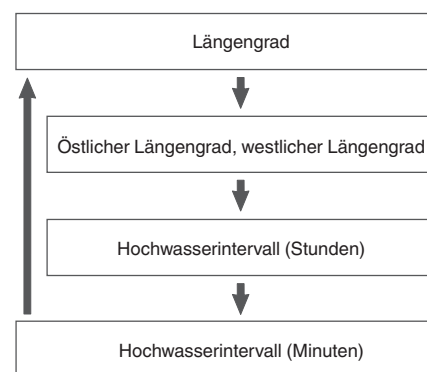 Längengrad
Östlicher Längengrad, westlicher Längengrad
Hochwasserintervall (Stunden)
Hochwasserintervall (Minuten)